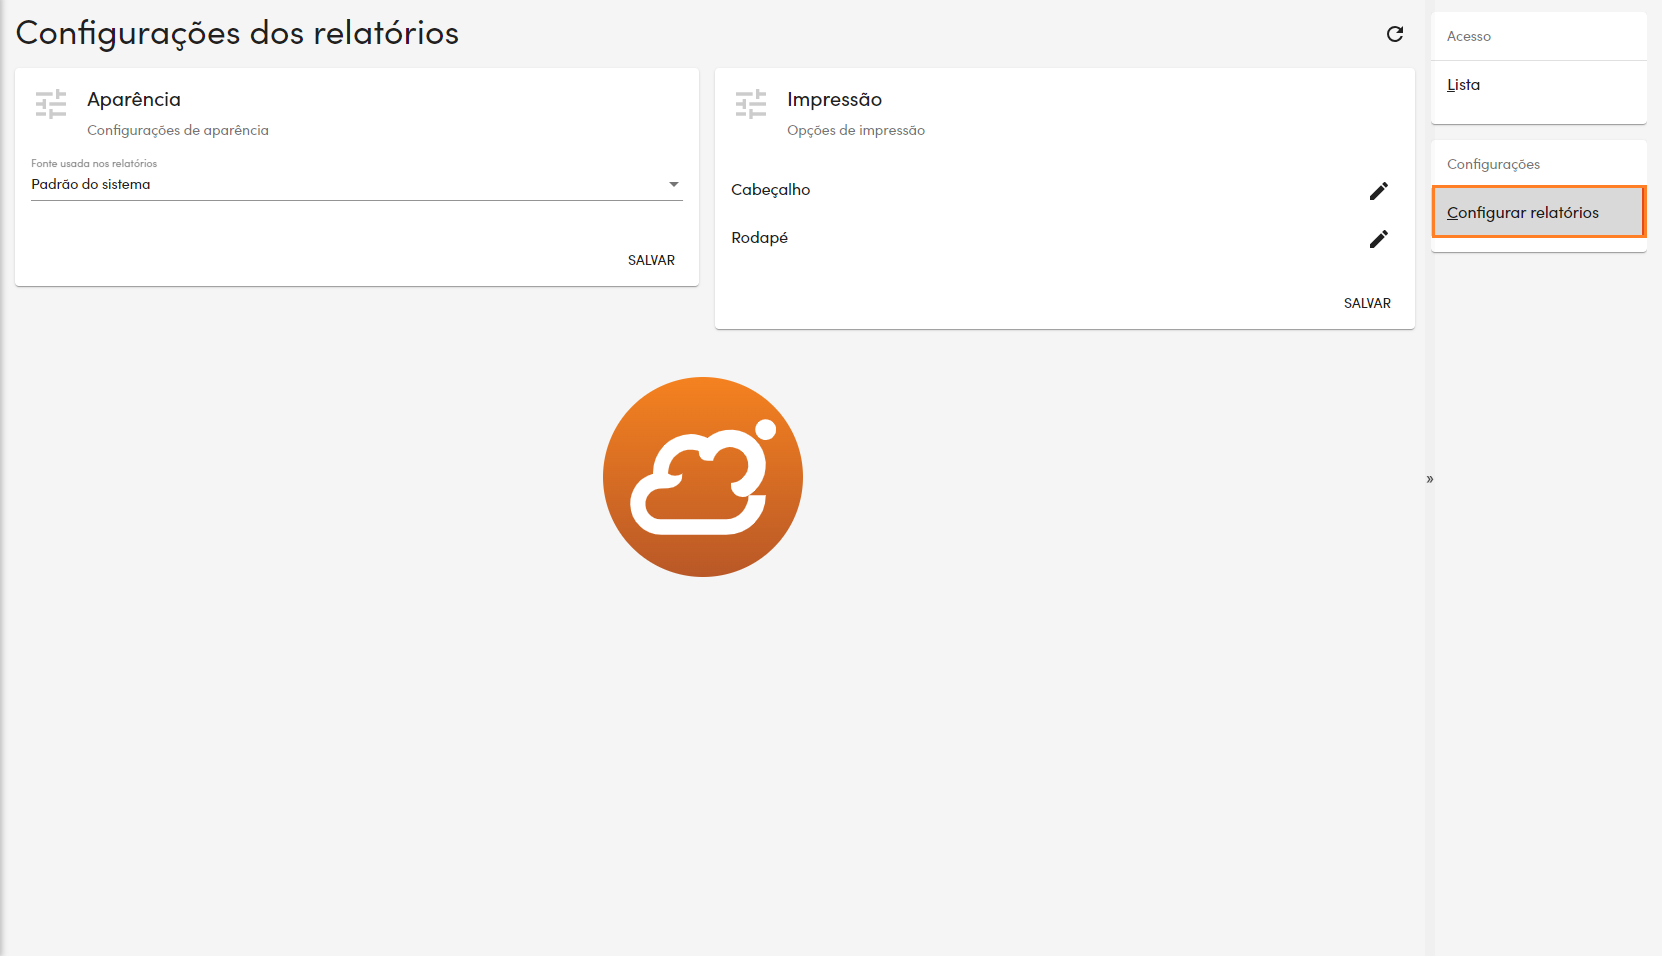 Configurações dos relatórios
Aparência
Configurações de aparência
Fonte usada nos relatórios
Padrão do sistema
SALVAR
Impressão
Opções de impressão
Cabeçalho
Rodapé
SALVAR
»
Acesso
Lista
Configurações
Configurar relatórios